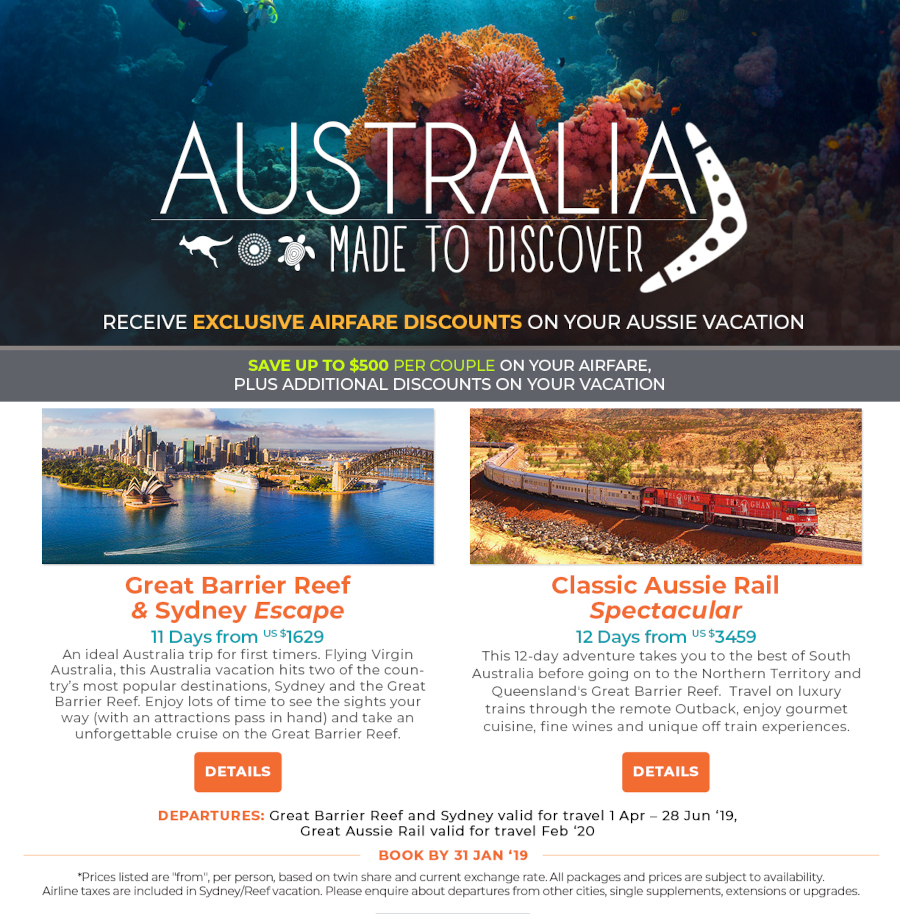 AUSTRALIA
MADE TO DISCOVER
RECEIVE EXCLUSIVE AIRFARE DISCOUNTS ON YOUR AUSSIE VACATION
SAVE UP TO $500 PER COUPLE ON YOUR AIRFARE,
PLUS ADDITIONAL DISCOUNTS ON YOUR VACATION
THE GHAN
THE GHAN
Great Barrier Reef
& Sydney Escape
11 Days from US $1629
An ideal Australia trip for first timers. Flying Virgin
Australia, this Australia vacation hits two of the coun-
try's most popular destinations, Sydney and the Great
Barrier Reef. Enjoy lots of time to see the sights your
way (with an attractions pass in hand) and take an
unforgettable cruise on the Great Barrier Reef.
DETAILS
Classic Aussie Rail
Spectacular
12 Days from US $3459
This 12-day adventure takes you to the best of South
Australia before going on to the Northern Territory and
Queensland's Great Barrier Reef. Travel on luxury
trains through the remote Outback, enjoy gourmet
cuisine, fine wines and unique off train experiences.
DETAILS
DEPARTURES: Great Barrier Reef and Sydney valid for travel 1 Apr – 28 Jun '19,
Great Aussie Rail valid for travel Feb '20
BOOK BY 31 JAN '19
*Prices listed are "from", per person, based on twin share and current exchange rate. All packages and prices are subject to availability.
Airline taxes are included in Sydney/Reef vacation. Please enquire about departures from other cities, single supplements, extensions or upgrades.